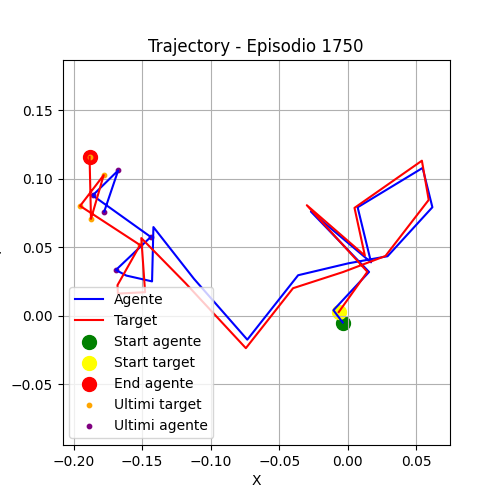 Trajectory - Episodio 1750
0.15
0.10
0.05
0.00
−0.05
Agente
Target
Start agente
Start target
End agente
Ultimi target
Ultimi agente
−0.20 −0.15 −0.10 −0.05 0.00 0.05
X